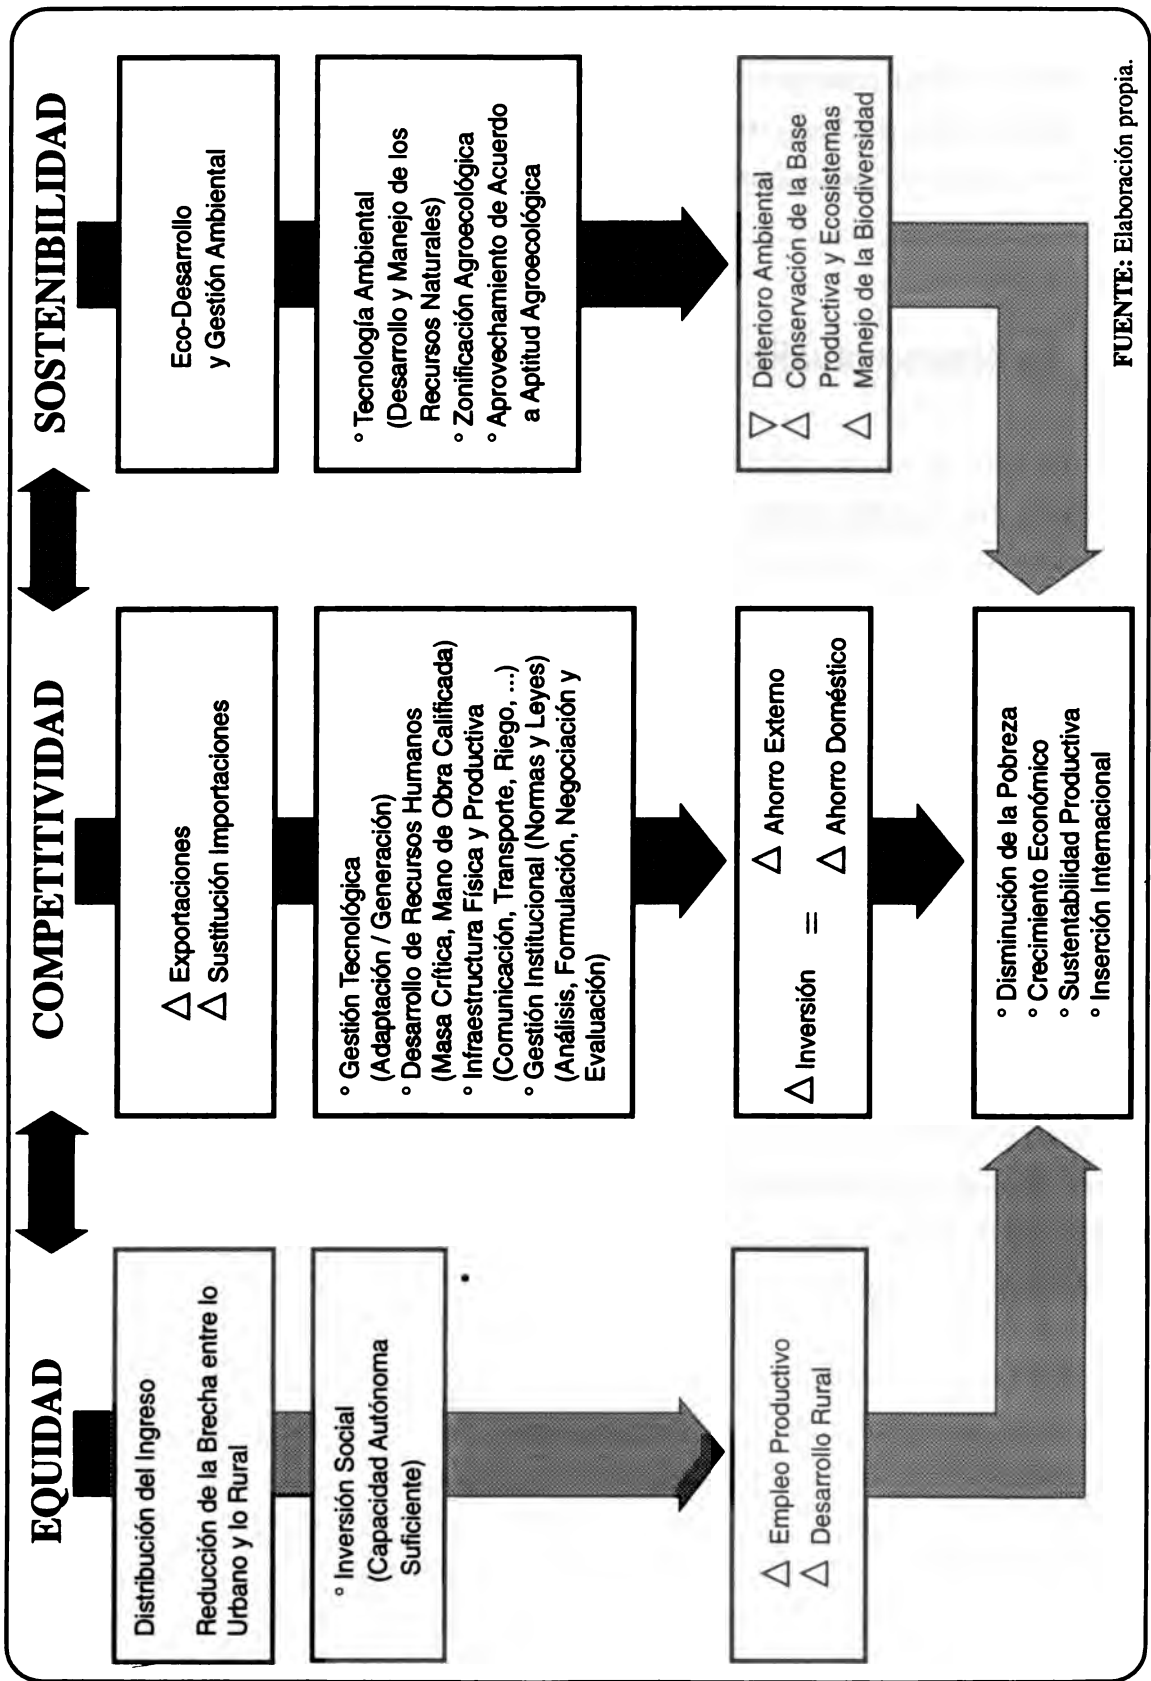 EQUIDAD
Distribución del Ingreso
Reducción de la Brecha entre lo
Urbano y lo Rural
° Inversión Social
(Capacidad Autónoma
Suficiente)
△ Empleo Productivo
△ Desarrollo Rural
COMPETITIVIDAD
△ Exportaciones
△ Sustitución Importaciones
° Gestión Tecnológica
(Adaptación / Generación)
° Desarrollo de Recursos Humanos
(Masa Crítica, Mano de Obra Calificada)
° Infraestructura Física y Productiva
(Comunicación, Transporte, Riego, ...)
° Gestión Institucional (Normas y Leyes)
(Análisis, Formulación, Negociación y
Evaluación)
△ Inversión = △ Ahorro Externo
△ Ahorro Doméstico
° Disminución de la Pobreza
° Crecimiento Económico
° Sustentabilidad Productiva
° Inserción Internacional
SOSTENIBILIDAD
Eco-Desarrollo
y Gestión Ambiental
° Tecnología Ambiental
(Desarrollo y Manejo de los
Recursos Naturales)
° Zonificación Agroecológica
° Aprovechamiento de Acuerdo
a Aptitud Agroecológica
▽ Deterioro Ambiental
△ Conservación de la Base
Productiva y Ecosistemas
△ Manejo de la Biodiversidad
FUENTE: Elaboración propia.